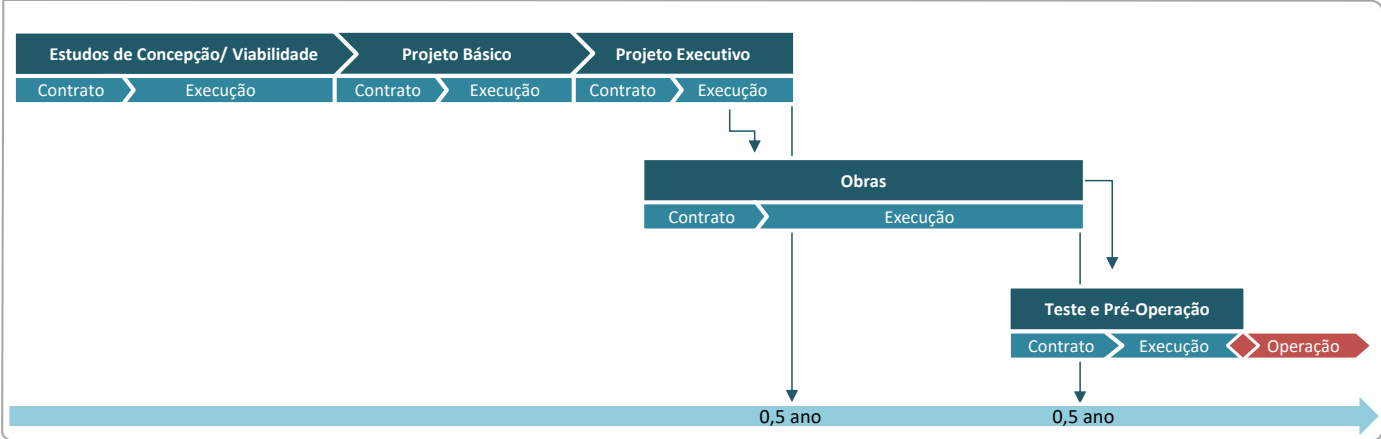 Estudos de Concepção/ Viabilidade
Projeto Básico
Projeto Executivo
Contrato
Execução
Contrato
Execução
Contrato
Execução
Obras
Contrato
Execução
Teste e Pré-Operação
Contrato
Execução
Operação
0,5 ano
0,5 ano